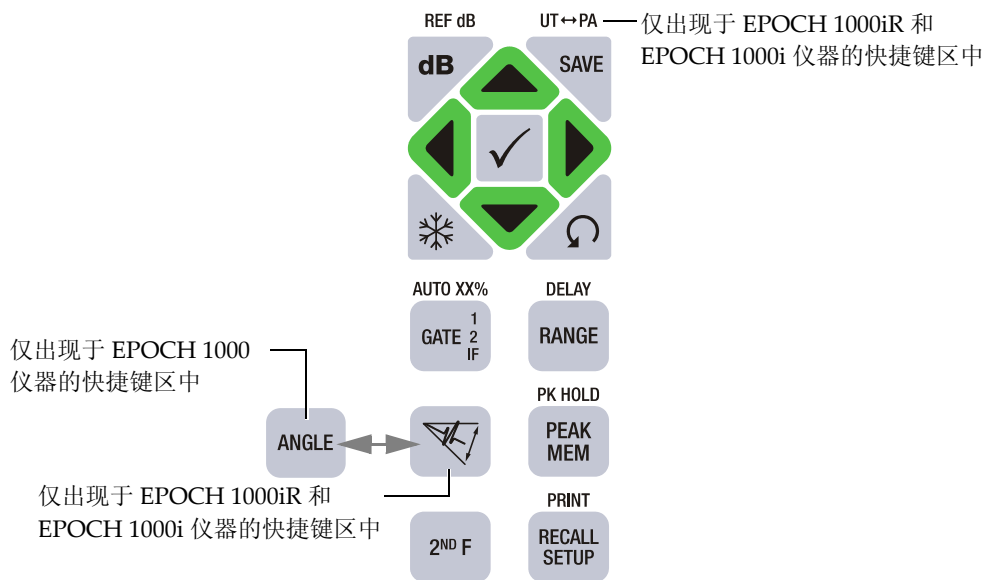 REF dB
UT↔PA
仅出现于 EPOCH 1000iR 和
EPOCH 1000i 仪器的快捷键区中
dB
SAVE
AUTO XX%
DELAY
GATE 1
2
IF
RANGE
仅出现于 EPOCH 1000
仪器的快捷键区中
PK HOLD
ANGLE
PEAK
MEM
仅出现于 EPOCH 1000iR 和
EPOCH 1000i 仪器的快捷键区中
PRINT
2ND F
RECALL
SETUP